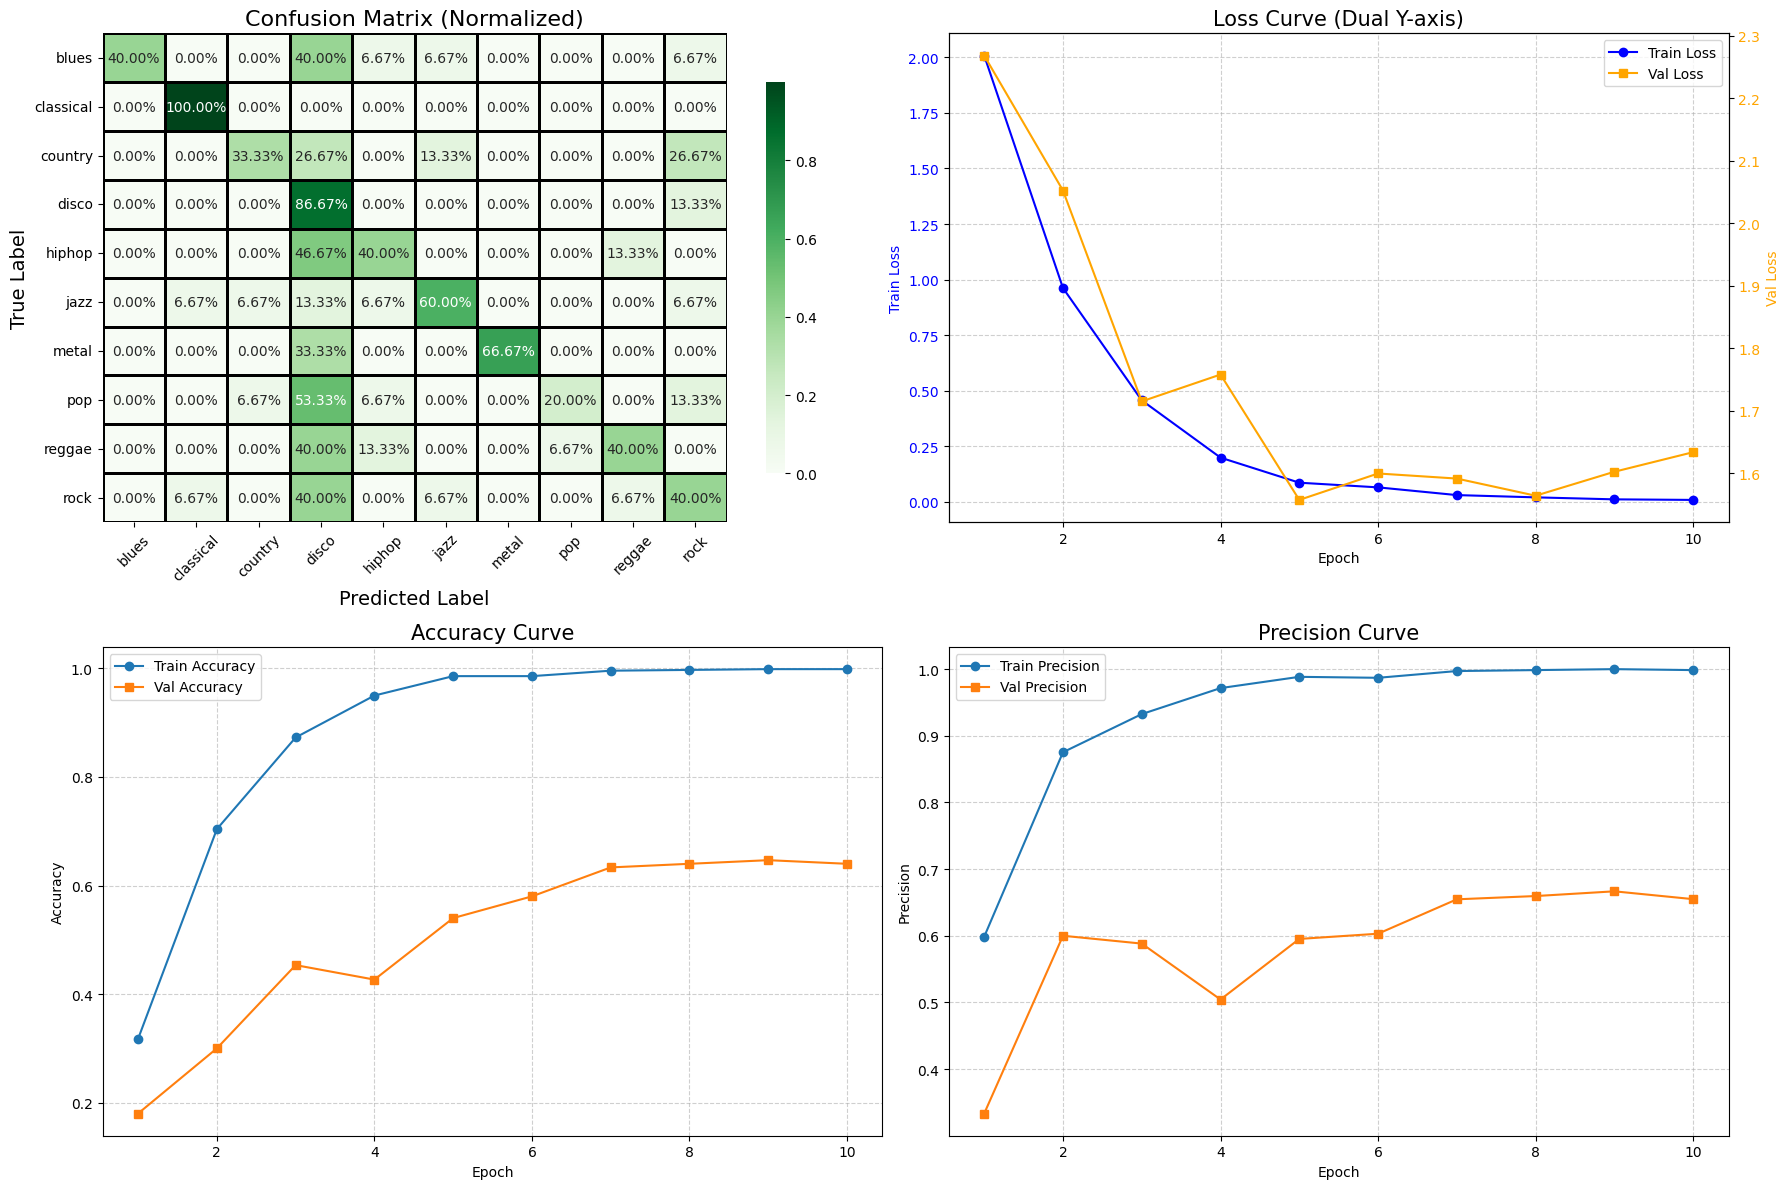 Confusion Matrix (Normalized)
True Label
blues 40.00% 0.00% 0.00% 40.00% 6.67% 6.67% 0.00% 0.00% 0.00% 6.67%
classical 0.00% 100.00% 0.00% 0.00% 0.00% 0.00% 0.00% 0.00% 0.00% 0.00%
country 0.00% 0.00% 33.33% 26.67% 0.00% 13.33% 0.00% 0.00% 0.00% 26.67%
disco 0.00% 0.00% 0.00% 86.67% 0.00% 0.00% 0.00% 0.00% 0.00% 13.33%
hiphop 0.00% 0.00% 0.00% 46.67% 40.00% 0.00% 0.00% 0.00% 13.33% 0.00%
jazz 0.00% 6.67% 6.67% 13.33% 6.67% 60.00% 0.00% 0.00% 0.00% 6.67%
metal 0.00% 0.00% 0.00% 33.33% 0.00% 0.00% 66.67% 0.00% 0.00% 0.00%
pop 0.00% 0.00% 6.67% 53.33% 6.67% 0.00% 0.00% 20.00% 0.00% 13.33%
reggae 0.00% 0.00% 0.00% 40.00% 13.33% 0.00% 0.00% 6.67% 40.00% 0.00%
rock 0.00% 6.67% 0.00% 40.00% 0.00% 6.67% 0.00% 0.00% 6.67% 40.00%
blues classical country disco hiphop jazz metal pop reggae rock
Predicted Label
0.8
0.6
0.4
0.2
0.0
Loss Curve (Dual Y-axis)
Train Loss
Val Loss
Train Loss
2.00
1.75
1.50
1.25
1.00
0.75
0.50
0.25
0.00
2.3
2.2
2.1
2.0
1.9
1.8
1.7
1.6
Val Loss
2 4 6 8 10
Epoch
Accuracy Curve
Train Accuracy
Val Accuracy
Accuracy
1.0
0.8
0.6
0.4
0.2
2 4 6 8 10
Epoch
Precision Curve
Train Precision
Val Precision
Precision
1.0
0.9
0.8
0.7
0.6
0.5
0.4
2 4 6 8 10
Epoch